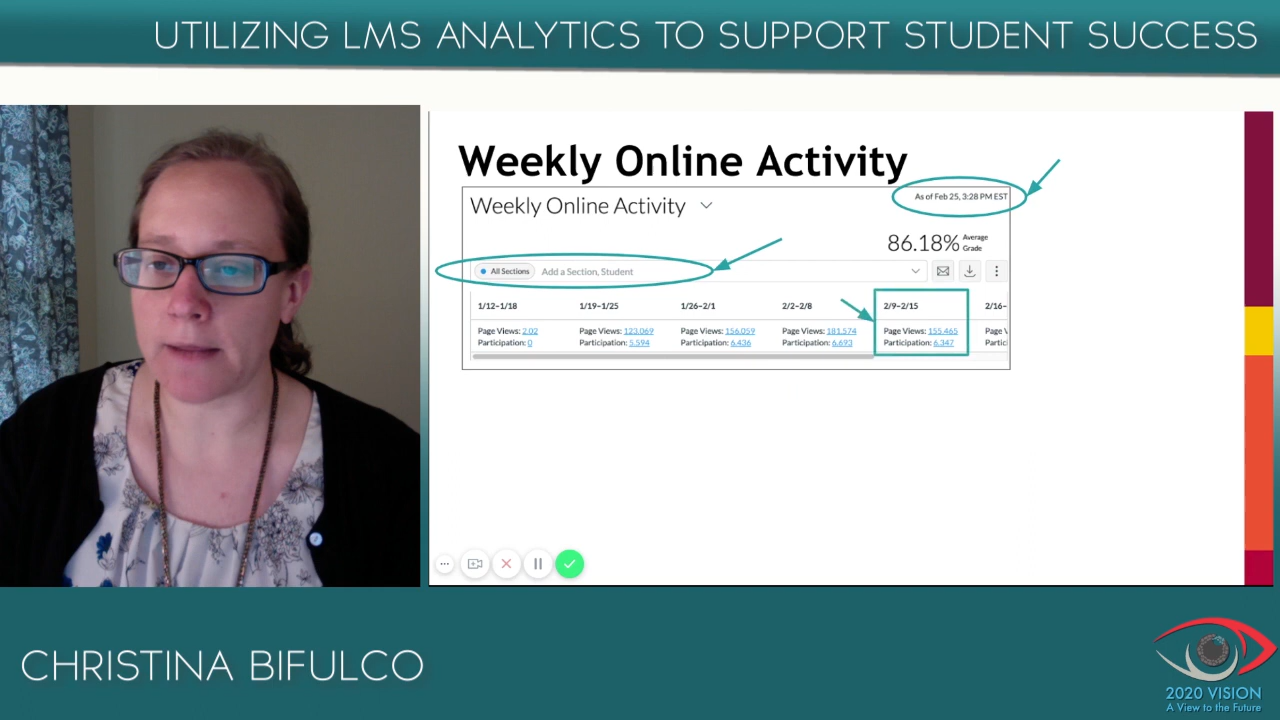 UTILIZING LMS ANALYTICS TO SUPPORT STUDENT SUCCESS
Weekly Online Activity
As of Feb 25, 3:28 PM EST
Weekly Online Activity
86.18% Average Grade
All Sections Add a Section, Student
1/12–1/18 1/19–1/25 1/26–2/1 2/2–2/8 2/9–2/15 2/16–
Page Views: 2.02 Page Views: 123.069 Page Views: 156.059 Page Views: 181.574 Page Views: 155.465 Page V
Participation: 0 Participation: 5.594 Participation: 6.436 Participation: 6.693 Participation: 6.347 Partici
CHRISTINA BIFULCO
2020 VISION
A View to the Future